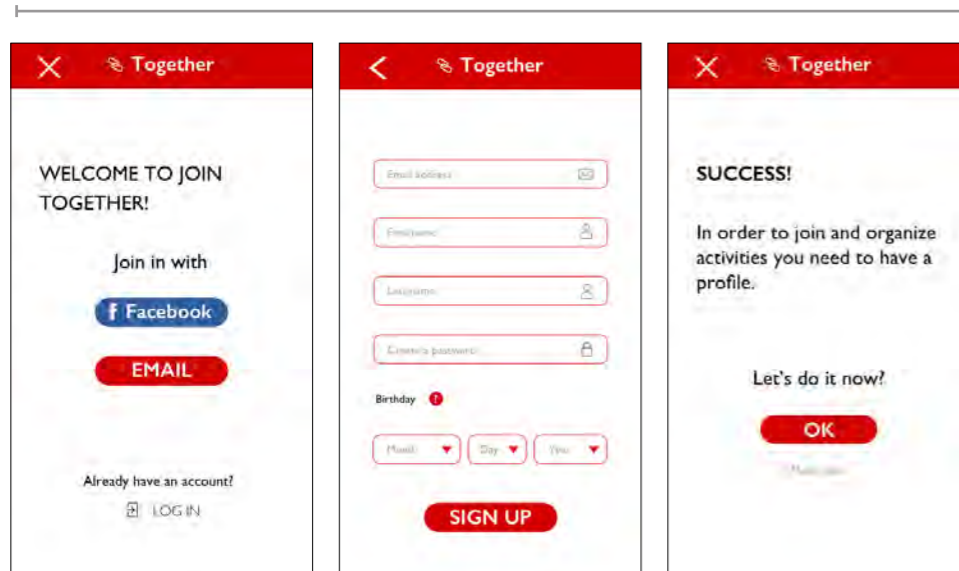 Together
WELCOME TO JOIN
TOGETHER!
Join in with
f Facebook
EMAIL
Already have an account?
LOG IN
Together
Email address
Firstname
Lastname
Create a password
Birthday
Month
Day
Year
SIGN UP
Together
SUCCESS!
In order to join and organize
activities you need to have a
profile.
Let's do it now?
OK